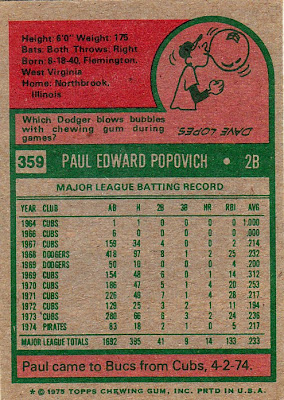 Height: 6'0" Weight: 175
Bats: Both Throws: Right
Born: 8-18-40, Flemington,
West Virginia
Home: Northbrook,
Illinois
Which Dodger blows bubbles
with chewing gum during
games?
DAVE LOPES
359 PAUL EDWARD POPOVICH • 2B
MAJOR LEAGUE BATTING RECORD
YEAR CLUB AB H 2B 3B HR RBI AVG
1964 CUBS 1 1 0 0 0 0 1.000
1966 CUBS 6 0 0 0 0 0 .000
1967 CUBS 159 34 4 0 0 2 .214
1968 DODGERS 418 97 8 1 2 25 .232
1969 DODGERS 50 10 0 0 0 4 .200
1969 CUBS 154 48 6 0 1 14 .312
1970 CUBS 186 47 5 1 4 20 .253
1971 CUBS 226 49 7 1 4 28 .217
1972 CUBS 129 25 3 2 1 11 .194
1973 CUBS 280 66 6 3 2 24 .236
1974 PIRATES 83 18 2 1 0 5 .217
MAJOR LEAGUE TOTALS 1692 395 41 9 14 133 .233
Paul came to Bucs from Cubs, 4-2-74.
* © 1975 TOPPS CHEWING GUM, INC. PRTD IN U.S.A.